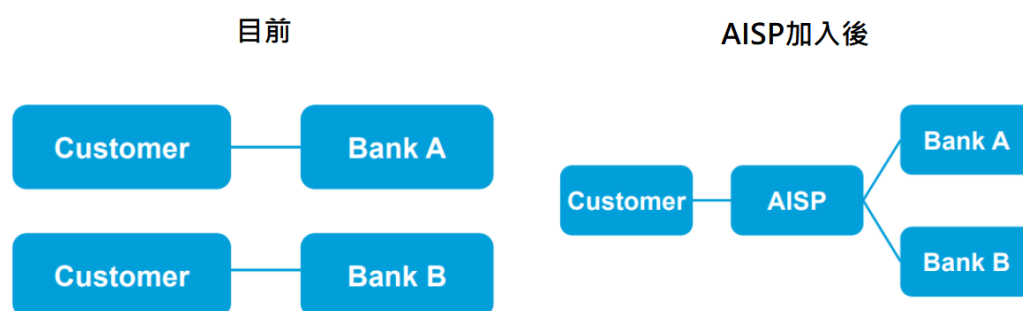 目前
Customer
Bank A
Customer
Bank B
AISP加入後
Customer
AISP
Bank A
Bank B